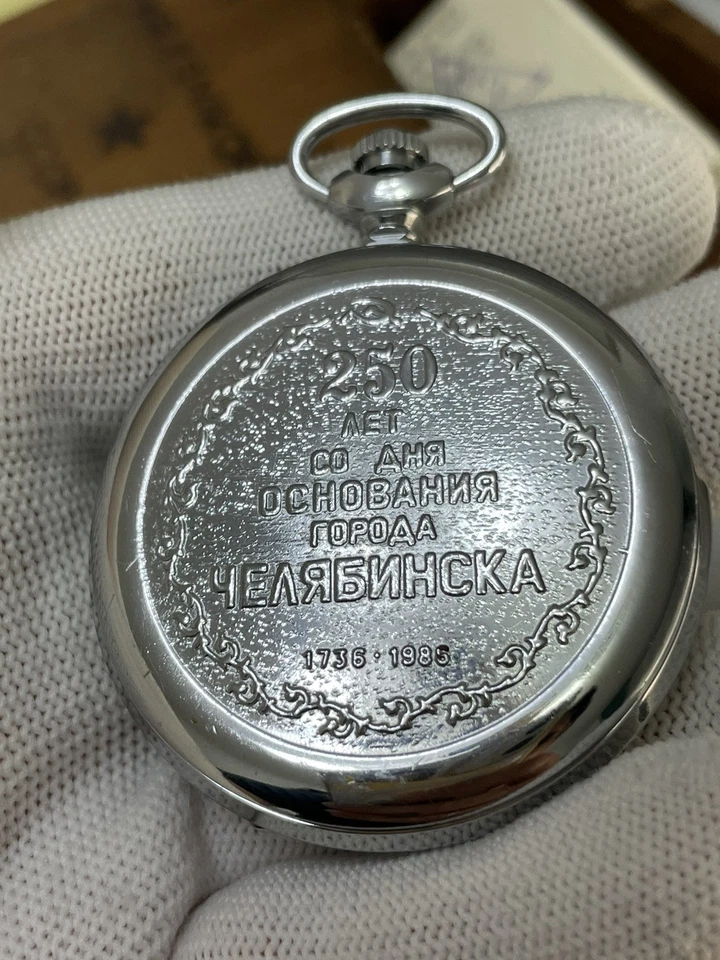 250
ЛЕТ
СО ДНЯ
ОСНОВАНИЯ
ГОРОДА
ЧЕЛЯБИНСКА
1736·1986